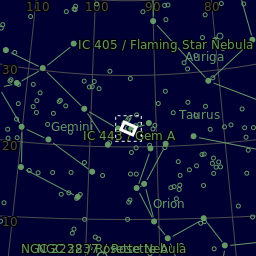 110
100
90
80
IC 405 / Flaming Star Nebula
Auriga
30
Taurus
Gemini
IC 443 / Gem A
20
Orion
10
Nebula